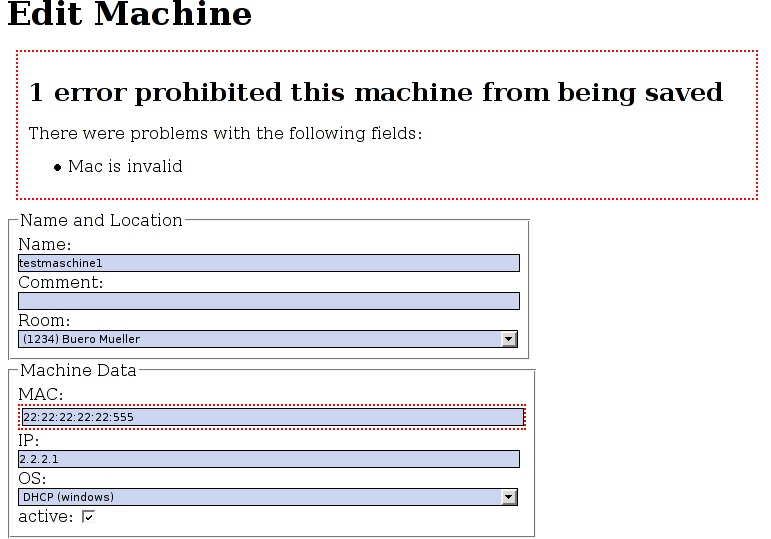 Edit Machine
1 error prohibited this machine from being saved
There were problems with the following fields:
• Mac is invalid
Name and Location
Name:
testmaschine1
Comment:
Room:
(1234) Buero Mueller
Machine Data
MAC:
22:22:22:22:22:555
IP:
2.2.2.1
OS:
DHCP (windows)
active: